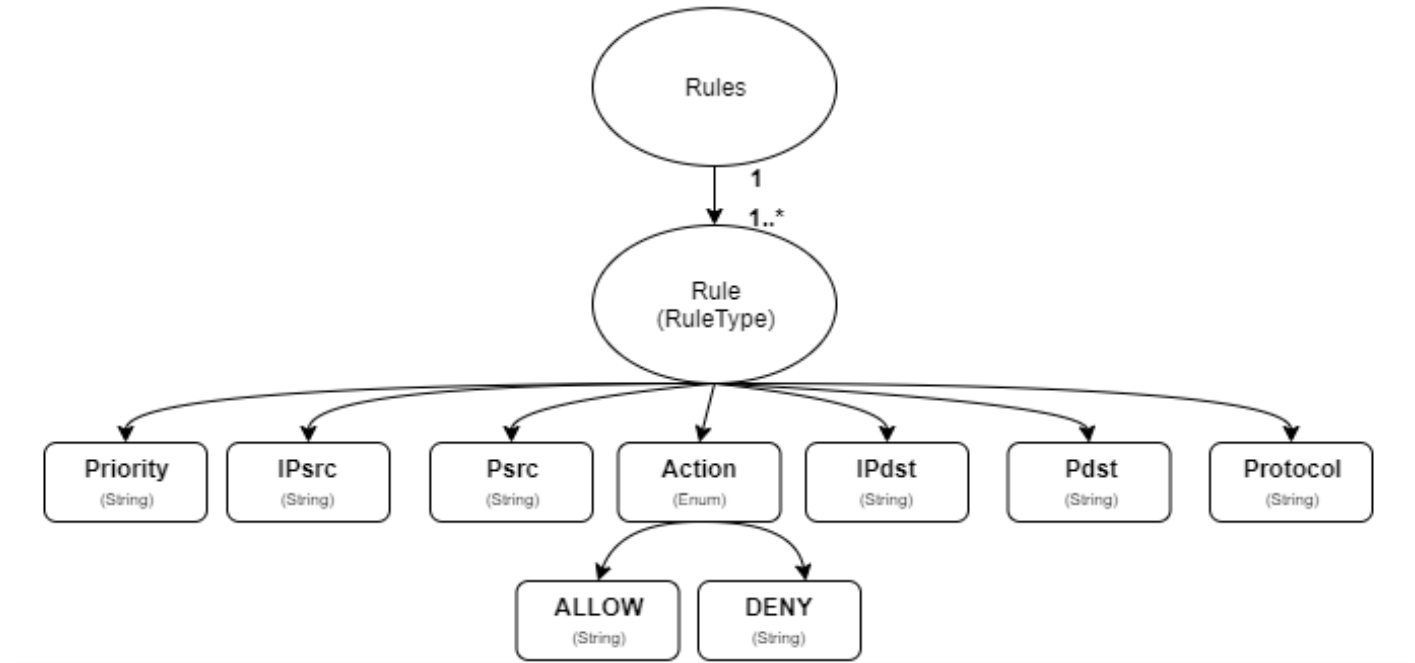 Rules
1
1..*
Rule
(RuleType)
Priority
(String)
IPsrc
(String)
Psrc
(String)
Action
(Enum)
IPdst
(String)
Pdst
(String)
Protocol
(String)
ALLOW
(String)
DENY
(String)